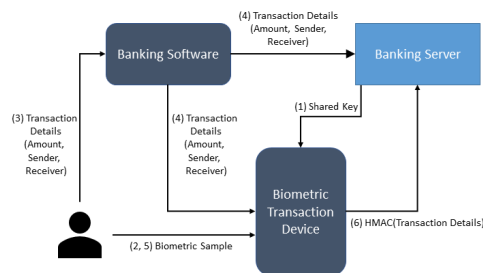 (4) Transaction
Details
(Amount, Sender,
Receiver)
Banking Software
Banking Server
(1) Shared Key
(3) Transaction
Details
(Amount,
Sender,
Receiver)
(4) Transaction
Details
(Amount,
Sender,
Receiver)
Biometric
Transaction
Device
(6) HMAC(Transaction Details)
(2, 5) Biometric Sample